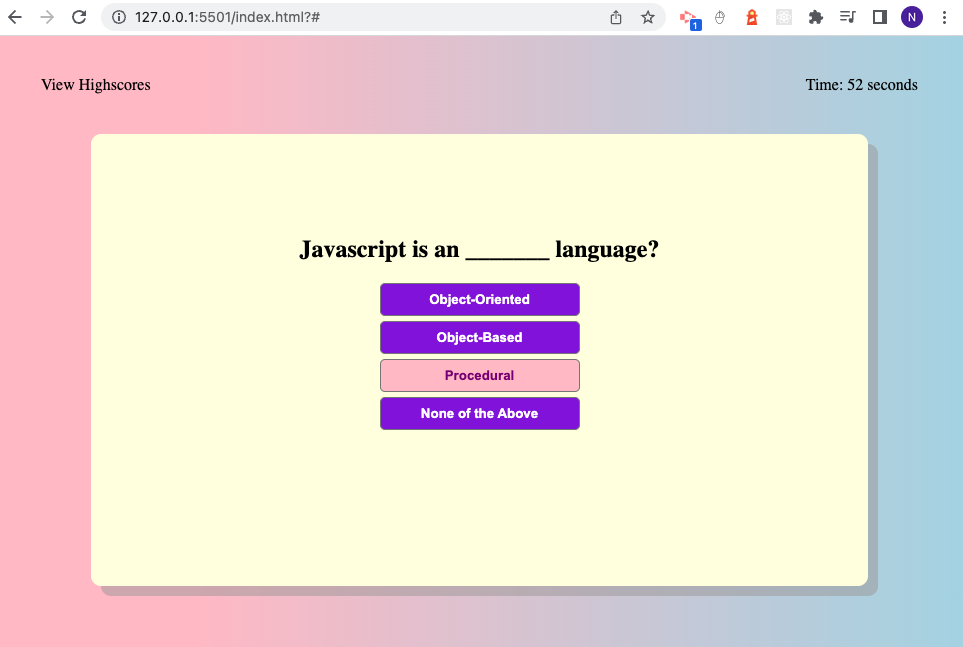 127.0.0.1:5501/index.html?#
1
N
View Highscores
Time: 52 seconds
Javascript is an _______ language?
Object-Oriented
Object-Based
Procedural
None of the Above